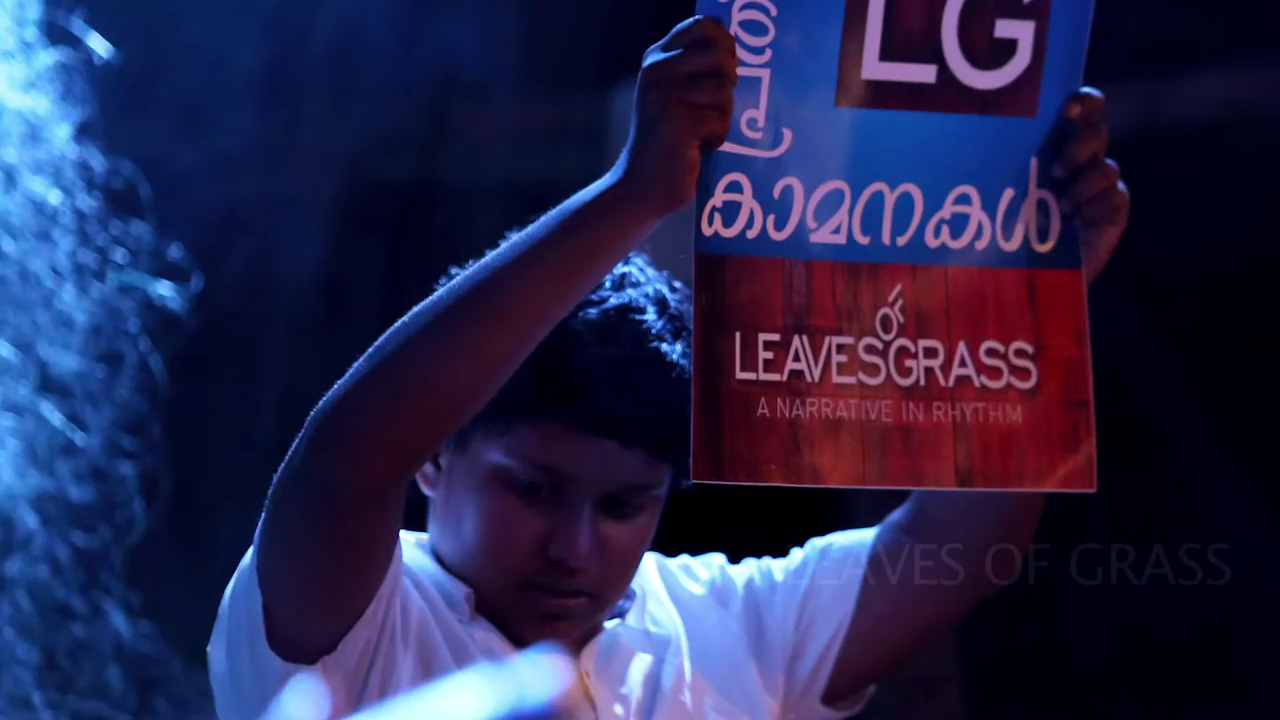 LG
കാമനകൾ
LEAVES OF GRASS
A NARRATIVE IN RHYTHM
LEAVES OF GRASS